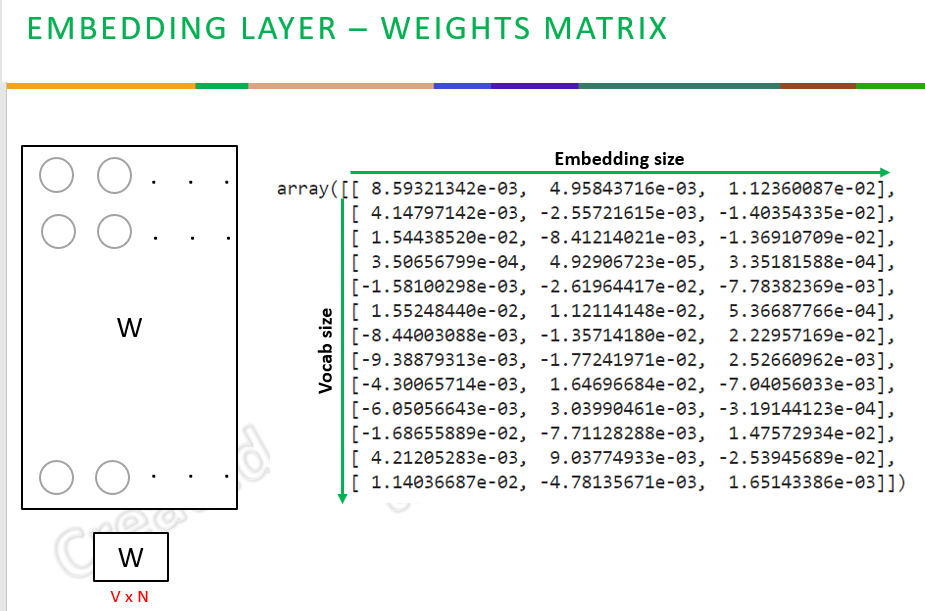 EMBEDDING LAYER – WEIGHTS MATRIX
Embedding size
array([[ 8.59321342e-03,  4.95843716e-03,  1.12360087e-02],
[ 4.14797142e-03, -2.55721615e-03, -1.40354335e-02],
[ 1.54438520e-02, -8.41214021e-03, -1.36910709e-02],
[ 3.50656799e-04,  4.92906723e-05,  3.35181588e-04],
[-1.58100298e-03, -2.61964417e-02, -7.78382369e-03],
[ 1.55248440e-02,  1.12114148e-02,  5.36687766e-04],
[-8.44003088e-03, -1.35714180e-02,  2.22957169e-02],
[-9.38879313e-03, -1.77241971e-02,  2.52660962e-03],
[-4.30065714e-03,  1.64696684e-02, -7.04056033e-03],
[-6.05056643e-03,  3.03990461e-03, -3.19144123e-04],
[-1.68655889e-02, -7.71128288e-03,  1.47572934e-02],
[ 4.21205283e-03,  9.03774933e-03, -2.53945689e-02],
[ 1.14036687e-02, -4.78135671e-03,  1.65143386e-03]])
Vocab size
W
W
V x N